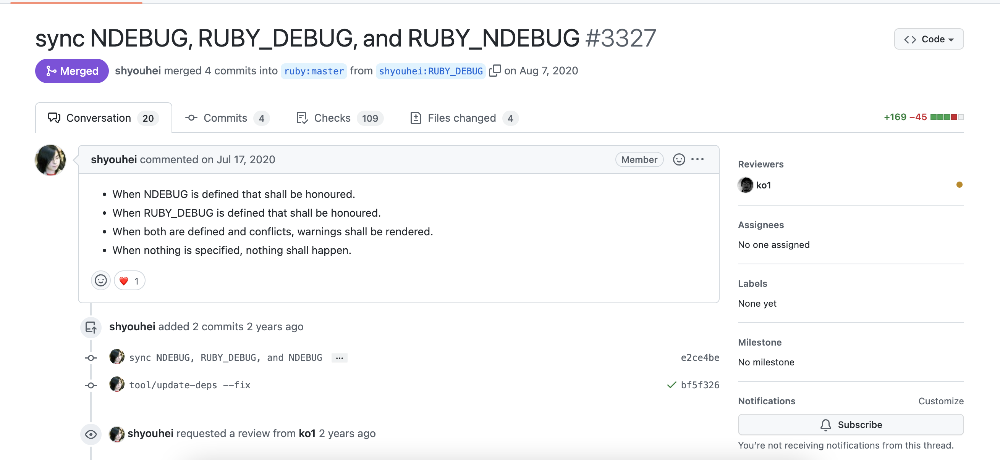 sync NDEBUG, RUBY_DEBUG, and RUBY_NDEBUG #3327
Code
Merged shyouhei merged 4 commits into ruby:master from shyouhei:RUBY_DEBUG on Aug 7, 2020
Conversation 20 Commits 4 Checks 109 Files changed 4
+169 −45
shyouhei commented on Jul 17, 2020 Member
• When NDEBUG is defined that shall be honoured.
• When RUBY_DEBUG is defined that shall be honoured.
• When both are defined and conflicts, warnings shall be rendered.
• When nothing is specified, nothing shall happen.
❤️ 1
shyouhei added 2 commits 2 years ago
sync NDEBUG, RUBY_DEBUG, and NDEBUG … e2ce4be
tool/update-deps --fix bf5f326
shyouhei requested a review from ko1 2 years ago
Reviewers
ko1
Assignees
No one assigned
Labels
None yet
Milestone
No milestone
Notifications Customize
Subscribe
You’re not receiving notifications from this thread.